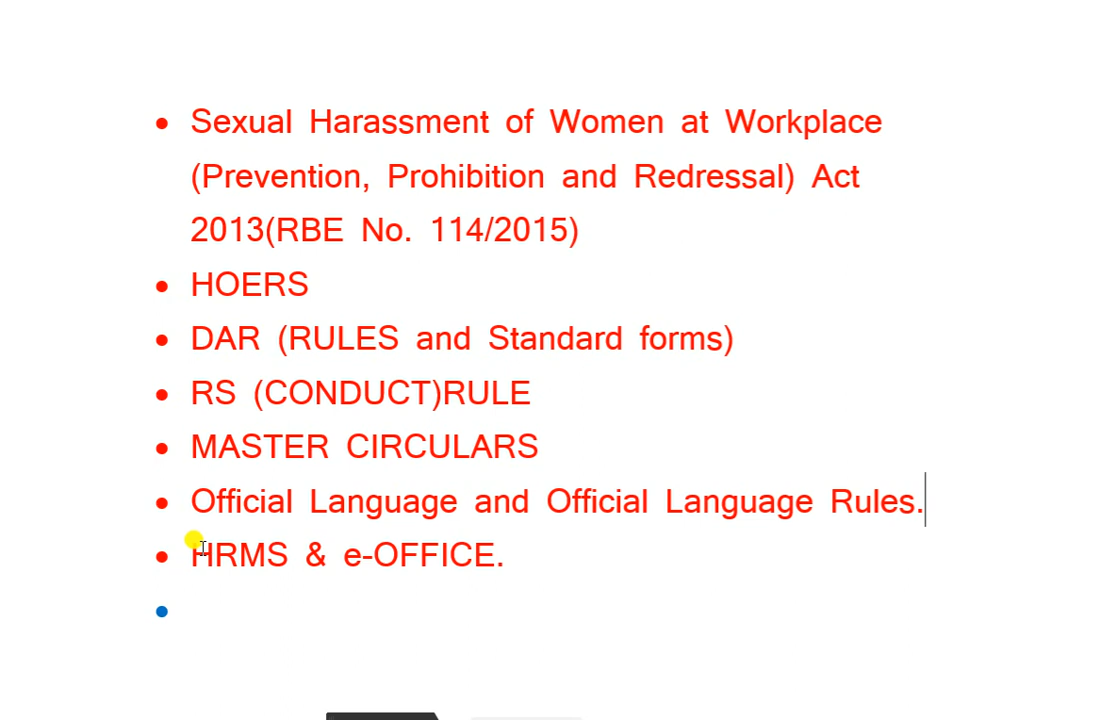 • Sexual Harassment of Women at Workplace
(Prevention, Prohibition and Redressal) Act
2013(RBE No. 114/2015)
• HOERS
• DAR (RULES and Standard forms)
• RS (CONDUCT)RULE
• MASTER CIRCULARS
• Official Language and Official Language Rules.
• HRMS & e-OFFICE.
•